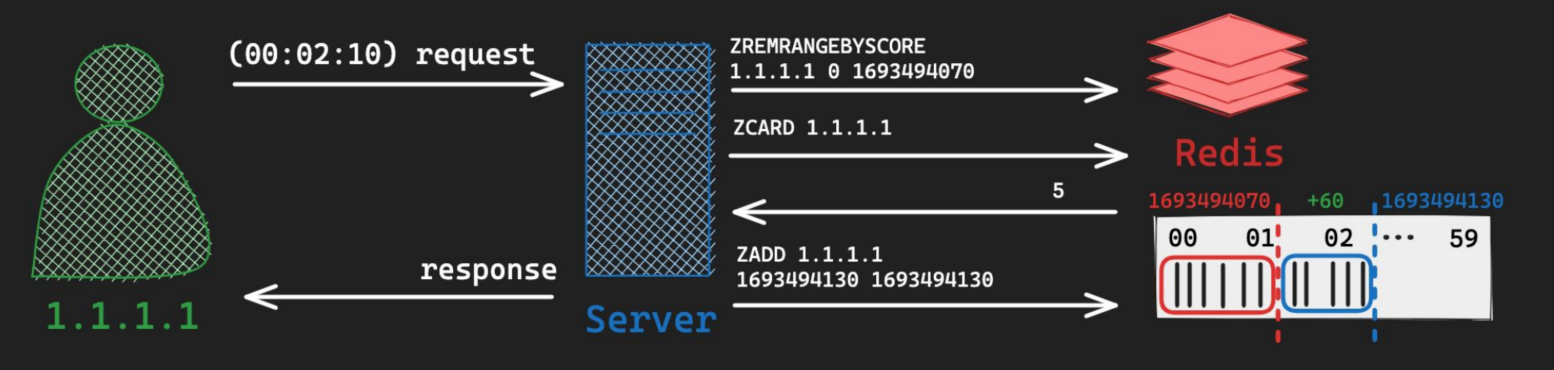 (00:02:10) request
ZREMRANGEBYSCORE
1.1.1.1 0 1693494070
ZCARD 1.1.1.1
5
ZADD 1.1.1.1
1693494130 1693494130
response
1.1.1.1
Server
Redis
1693494070 +60 1693494130
00 01 02 ... 59